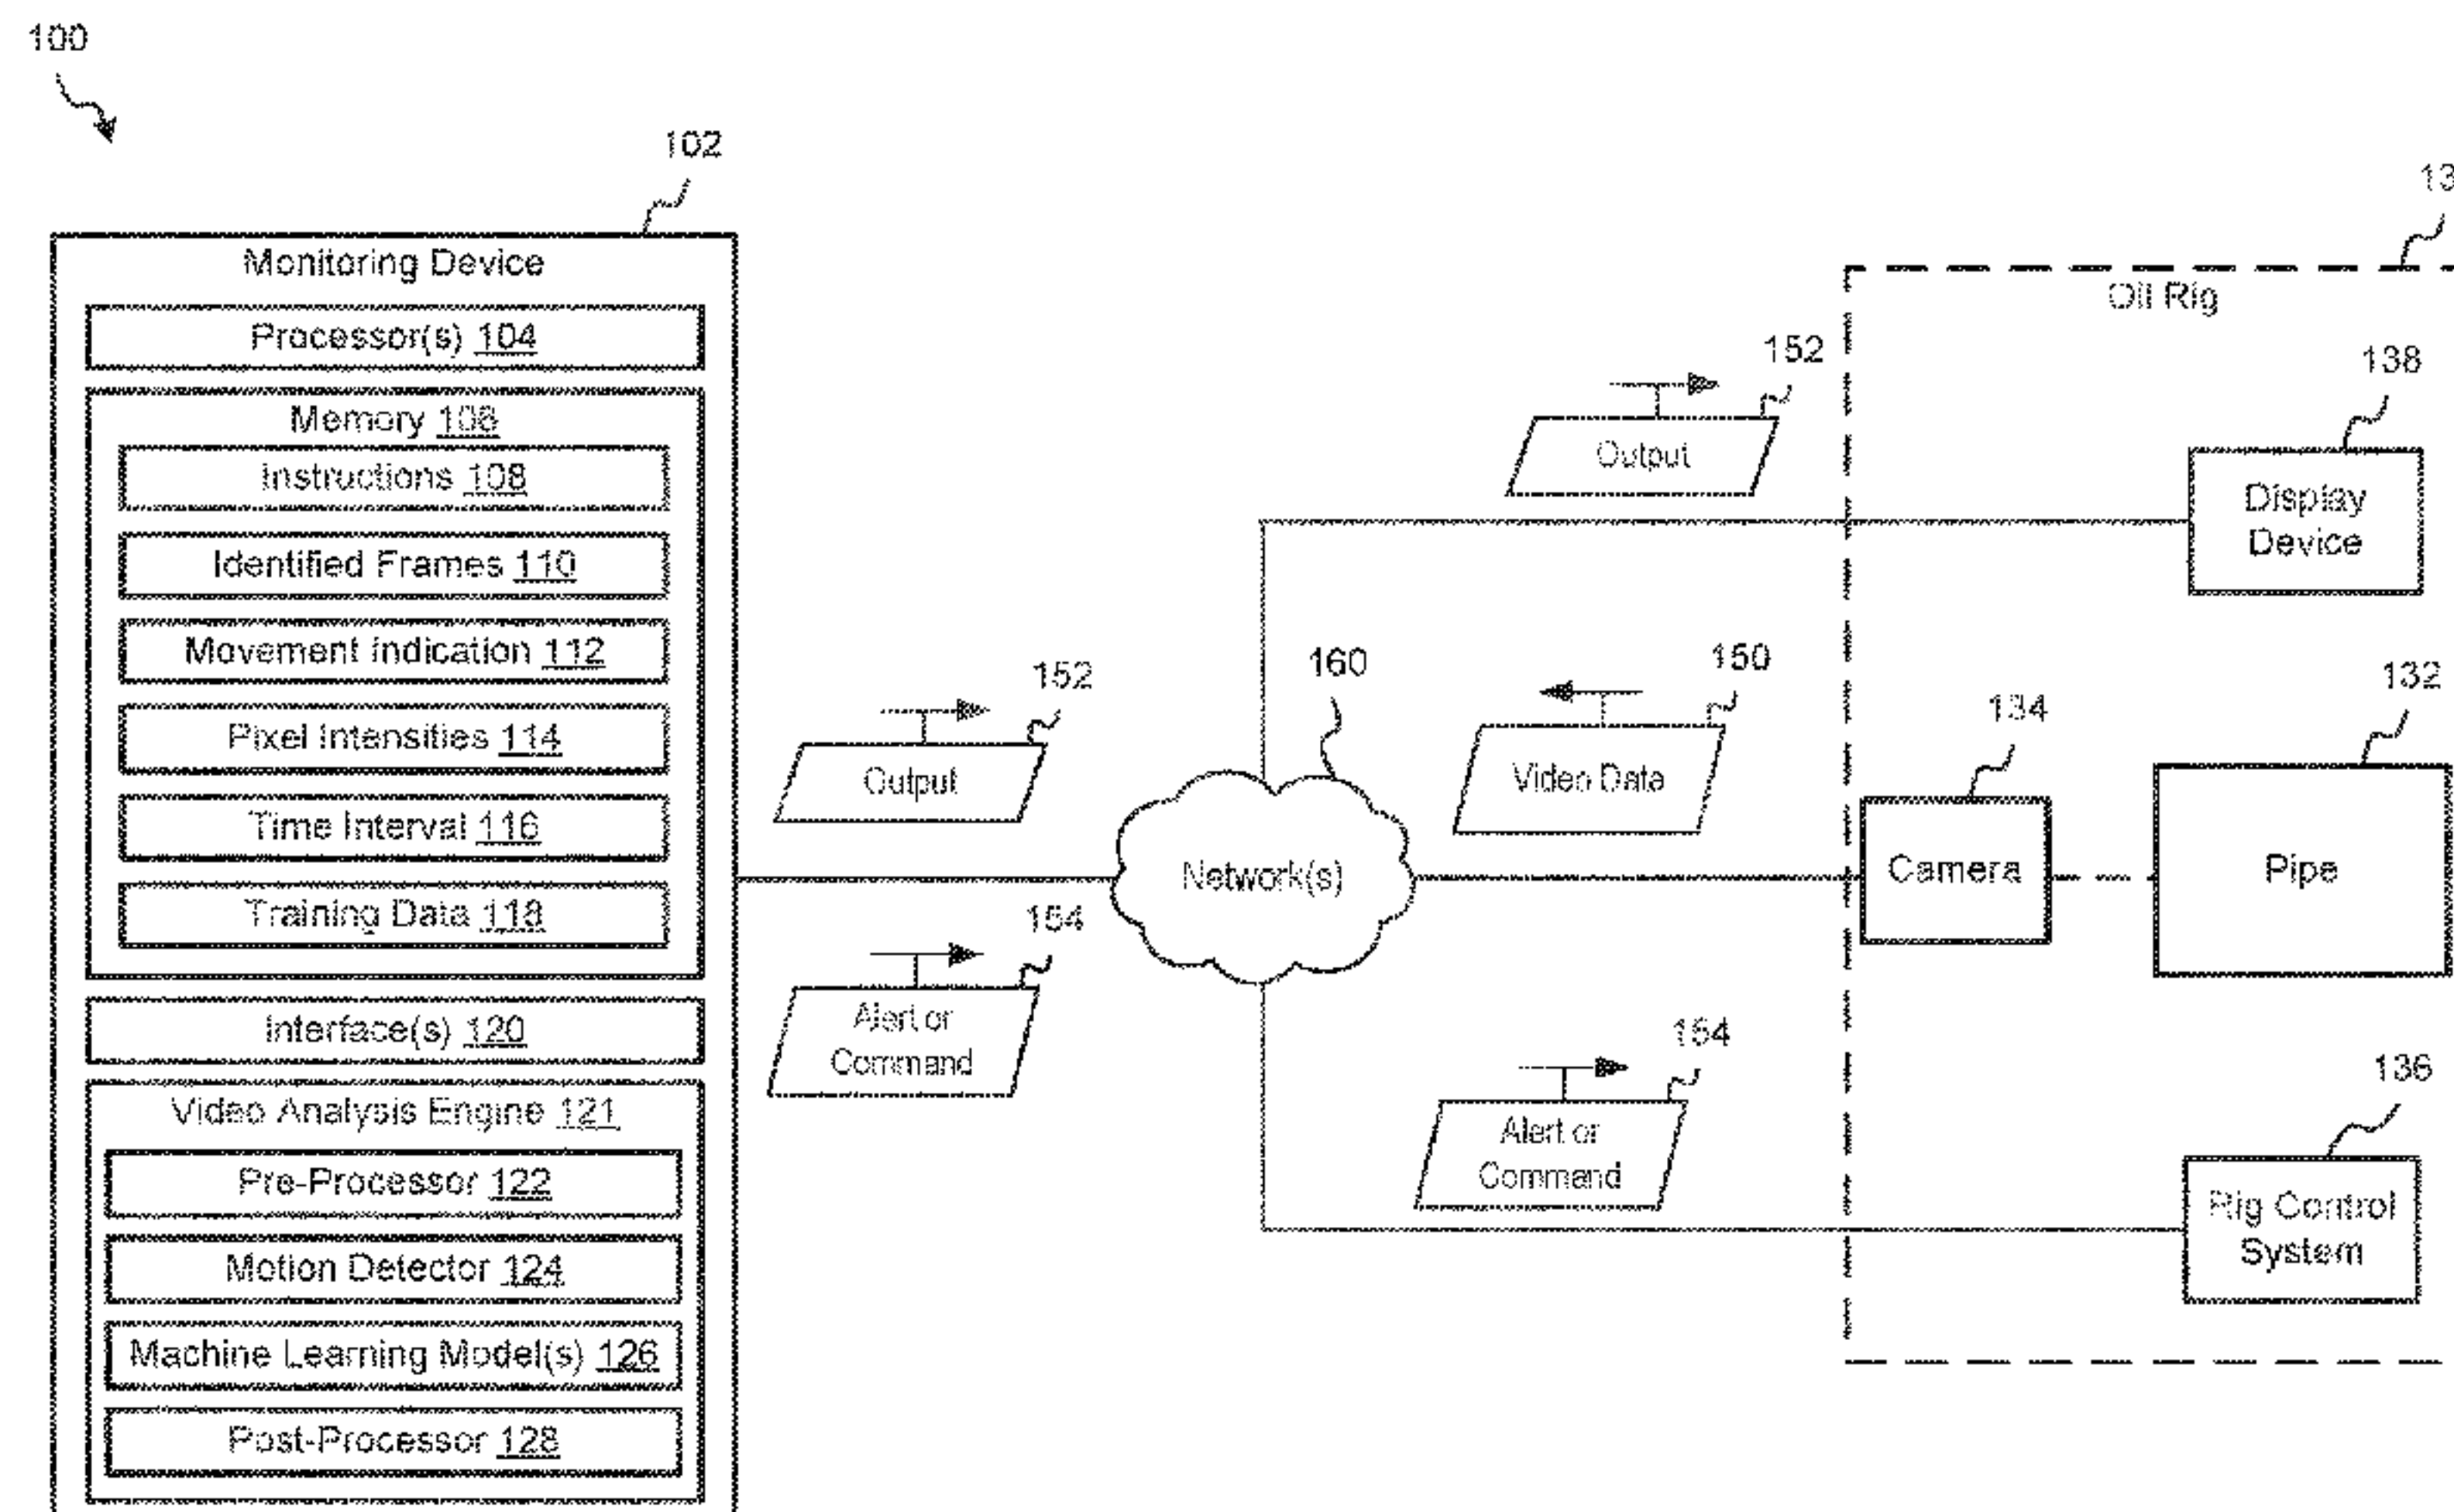 100
102
Monitoring Device
Processor(s) 104
Memory 106
Instructions 108
Identified Frames 110
Movement Indication 112
Pixel Intensities 114
Time Interval 116
Training Data 118
Interface(s) 120
Video Analysis Engine 121
Pre-Processor 122
Motion Detector 124
Machine Learning Model(s) 126
Post-Processor 128
152
Output
154
Alert or
Command
160
Network(s)
152
Output
150
Video Data
154
Alert or
Command
Oil Rig
138
Display
Device
134
Camera
132
Pipe
136
Rig Control
System